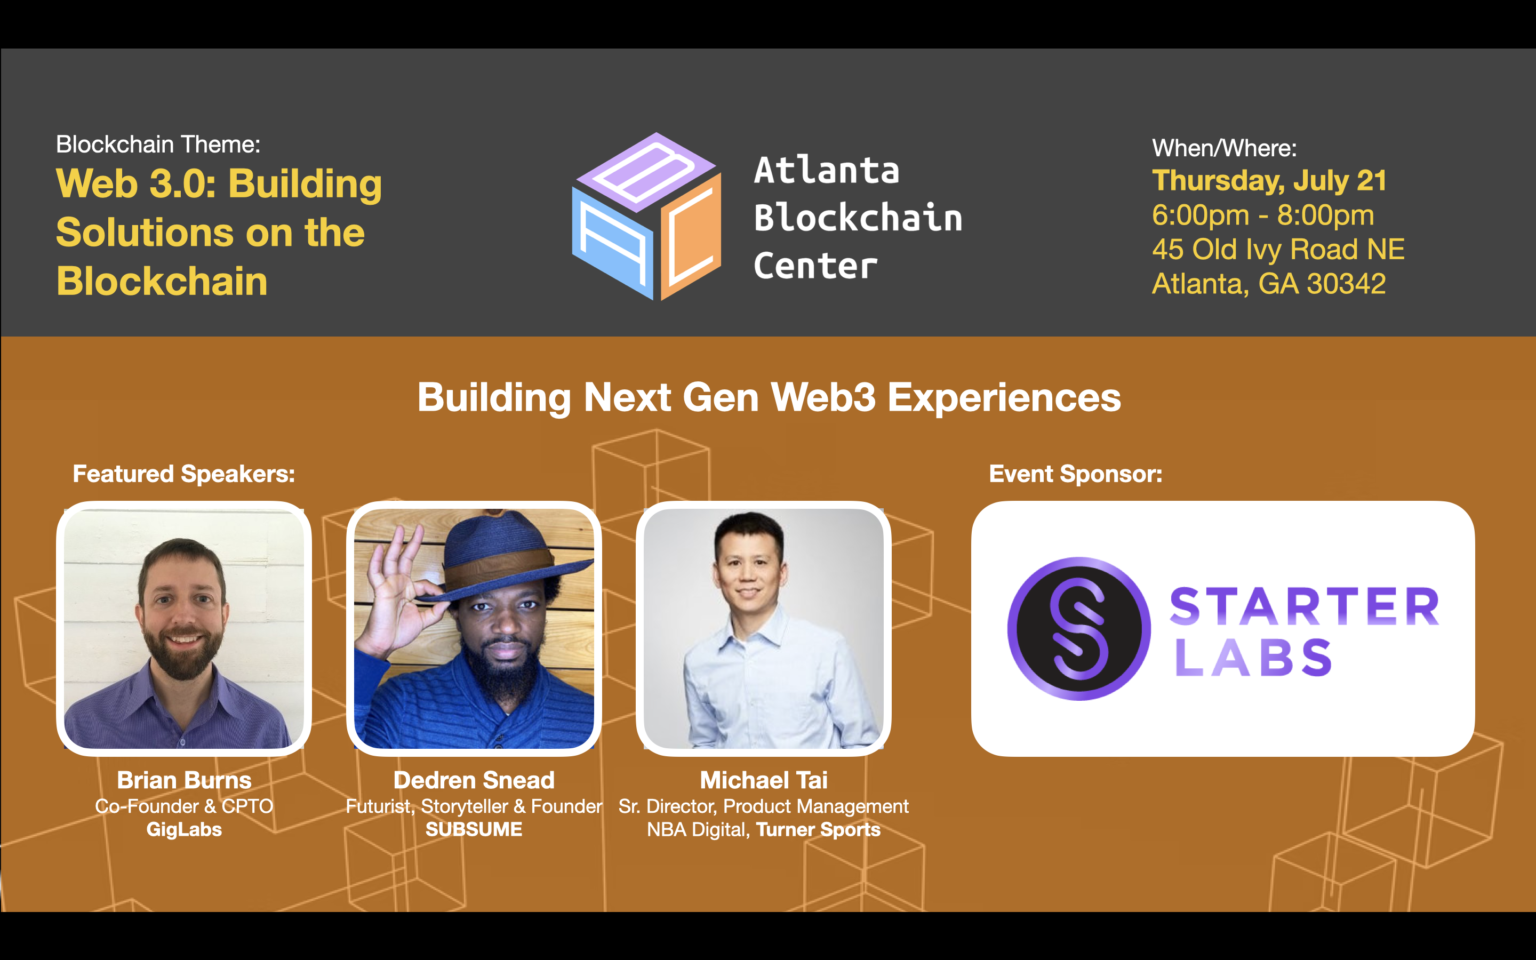 Blockchain Theme:
Web 3.0: Building
Solutions on the
Blockchain
A B C
Atlanta
Blockchain
Center
When/Where:
Thursday, July 21
6:00pm - 8:00pm
45 Old Ivy Road NE
Atlanta, GA 30342
Building Next Gen Web3 Experiences
Featured Speakers:
Brian Burns
Co-Founder & CPTO
GigLabs
Dedren Snead
Futurist, Storyteller & Founder
SUBSUME
Michael Tai
Sr. Director, Product Management
NBA Digital, Turner Sports
Event Sponsor:
S
STARTER
LABS